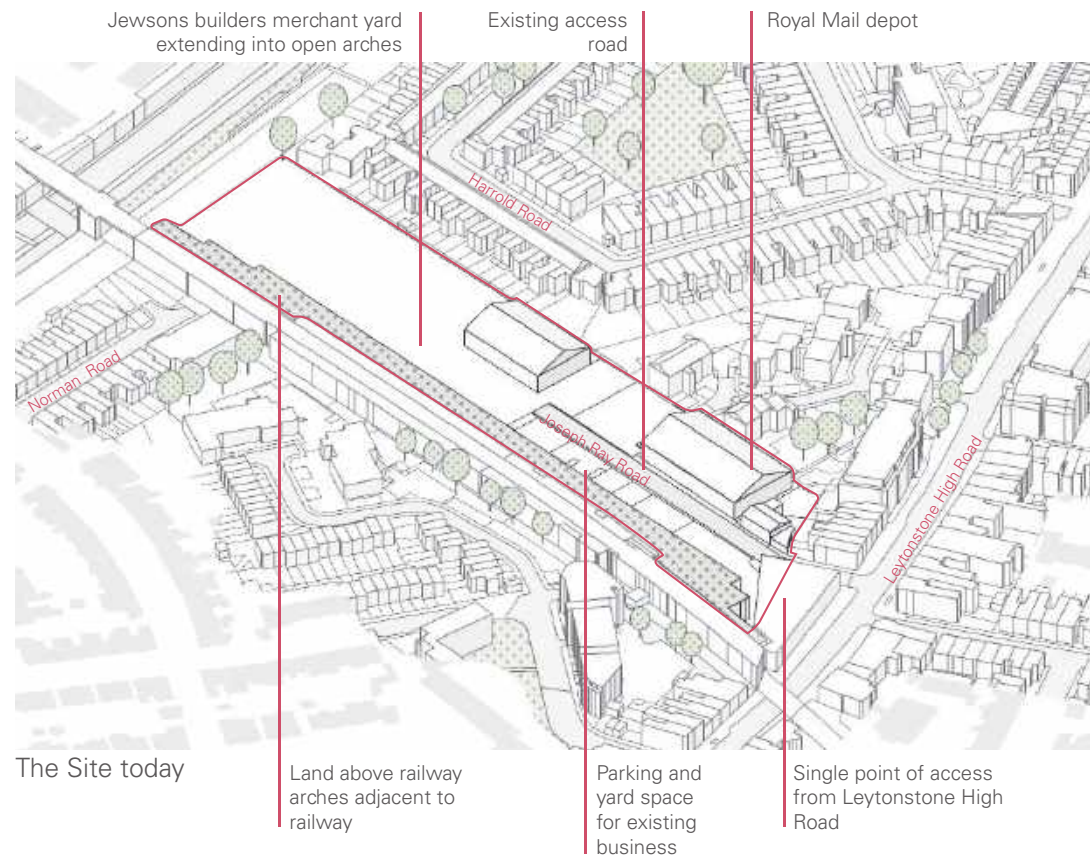 Jewsons builders merchant yard
extending into open arches
Existing access
road
Royal Mail depot
Harrold Road
Norman Road
Joseph Ray Road
Leytonstone High Road
The Site today
Land above railway
arches adjacent to
railway
Parking and
yard space
for existing
business
Single point of access
from Leytonstone High
Road